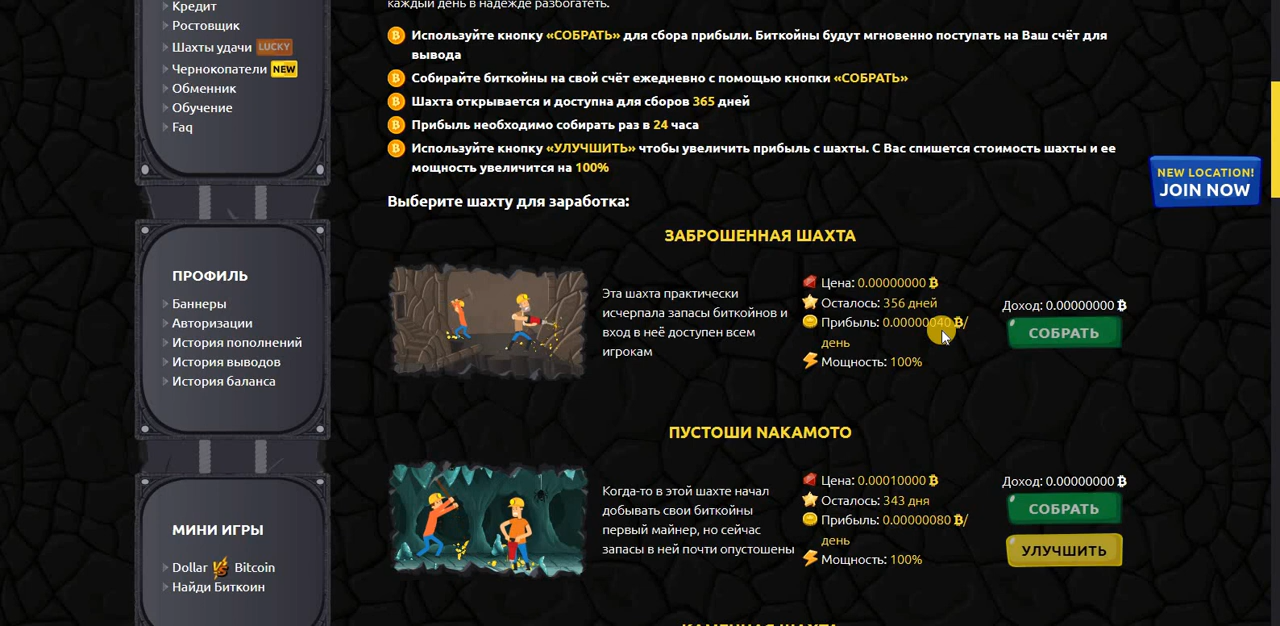 Кредит
Ростовщик
Шахты удачи LUCKY
Чернокопатели NEW
Обменник
Обучение
Faq
ПРОФИЛЬ
Баннеры
Авторизации
История пополнений
История выводов
История баланса
МИНИ ИГРЫ
Dollar VS Bitcoin
Найди Биткоин
каждый день в надежде разбогатеть.
Используйте кнопку «СОБРАТЬ» для сбора прибыли. Биткойны будут мгновенно поступать на Ваш счёт для
вывода
Собирайте биткойны на свой счёт ежедневно с помощью кнопки «СОБРАТЬ»
Шахта открывается и доступна для сборов 365 дней
Прибыль необходимо собирать раз в 24 часа
Используйте кнопку «УЛУЧШИТЬ» чтобы увеличить прибыль с шахты. С Вас спишется стоимость шахты и ее
мощность увеличится на 100%
Выберите шахту для заработка:
ЗАБРОШЕННАЯ ШАХТА
Эта шахта практически
исчерпала запасы биткойнов и
вход в неё доступен всем
игрокам
Цена: 0.00000000 ₿
Осталось: 356 дней
Прибыль: 0.00000040 ₿/
день
Мощность: 100%
Доход: 0.00000000 ₿
СОБРАТЬ
ПУСТОШИ NAKAMOTO
Когда-то в этой шахте начал
добывать свои биткойны
первый майнер, но сейчас
запасы в ней почти опустошены
Цена: 0.00010000 ₿
Осталось: 343 дня
Прибыль: 0.00000080 ₿/
день
Мощность: 100%
Доход: 0.00000000 ₿
СОБРАТЬ
УЛУЧШИТЬ
NEW LOCATION!
JOIN NOW